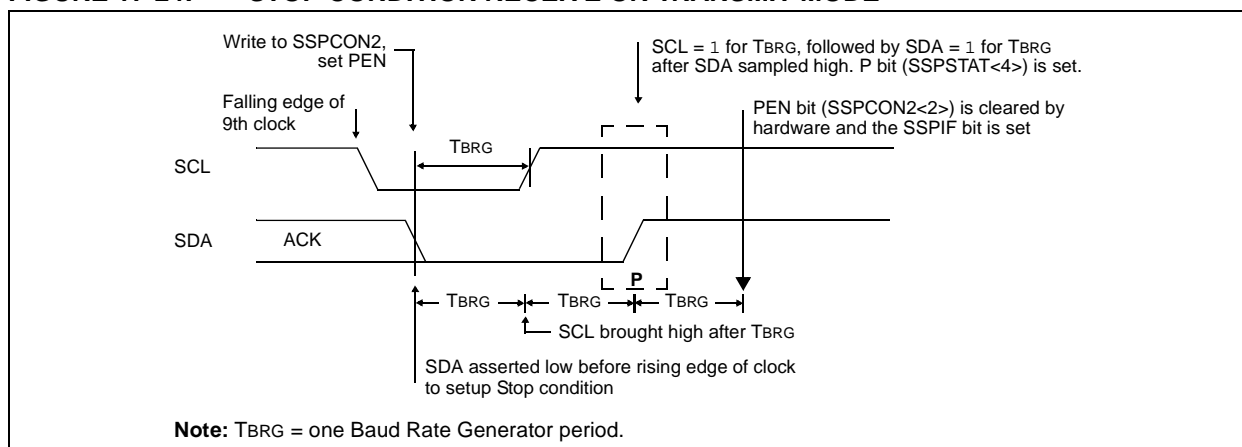 Write to SSPCON2,
set PEN
SCL = 1 for TBRG, followed by SDA = 1 for TBRG
after SDA sampled high. P bit (SSPSTAT<4>) is set.
Falling edge of
9th clock
PEN bit (SSPCON2<2>) is cleared by
hardware and the SSPIF bit is set
TBRG
SCL
SDA
ACK
P
TBRG
TBRG
TBRG
SCL brought high after TBRG
SDA asserted low before rising edge of clock
to setup Stop condition
Note: TBRG = one Baud Rate Generator period.